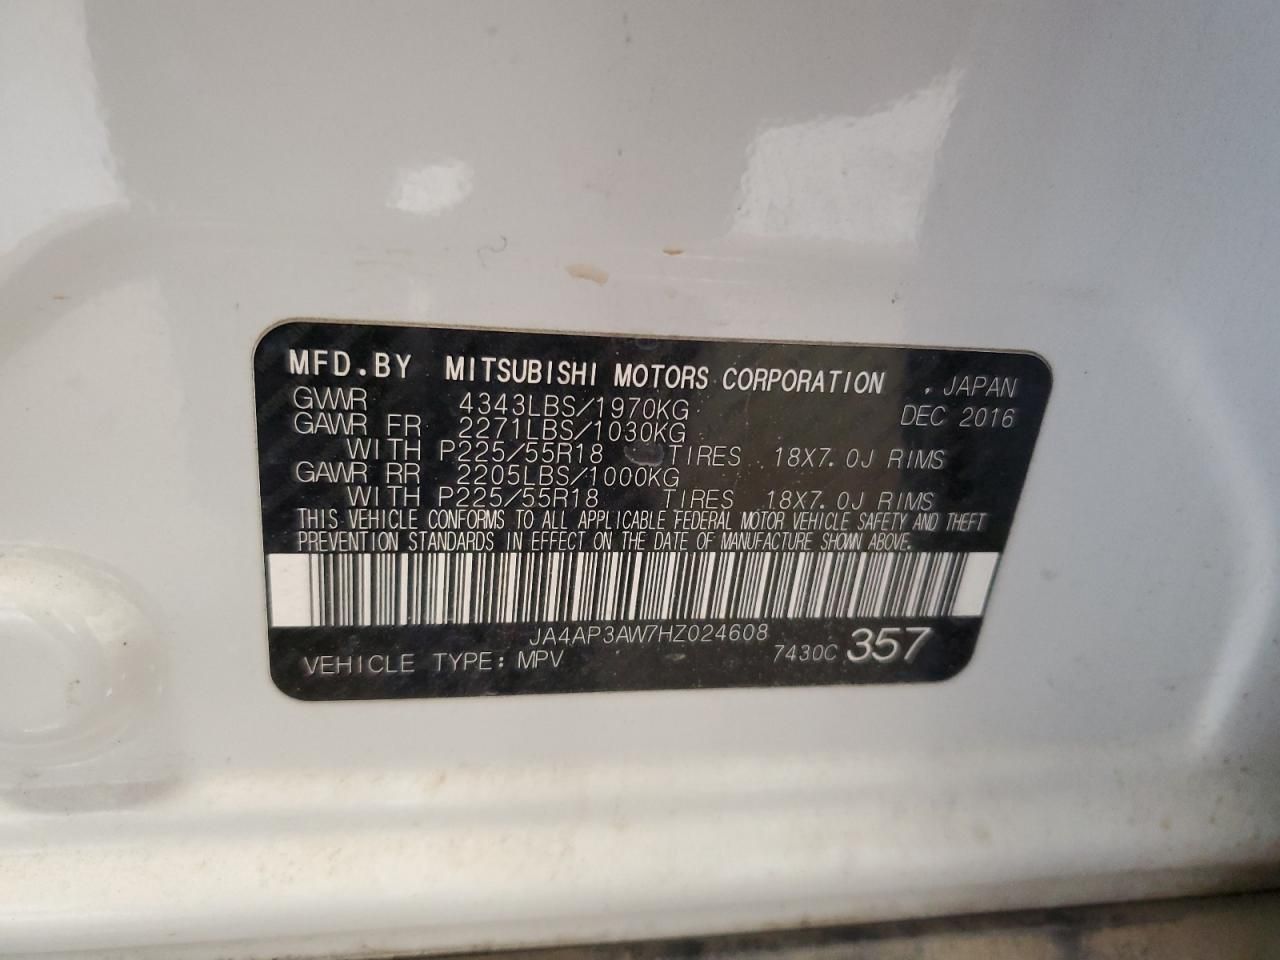 MFD.BY MITSUBISHI MOTORS CORPORATION , JAPAN
GVWR 4343LBS/1970KG DEC 2016
GAWR FR 2271LBS/1030KG
WITH P225/55R18 TIRES 18X7.0J RIMS
GAWR RR 2205LBS/1000KG
WITH P225/55R18 TIRES 18X7.0J RIMS
THIS VEHICLE CONFORMS TO ALL APPLICABLE FEDERAL MOTOR VEHICLE SAFETY AND THEFT
PREVENTION STANDARDS IN EFFECT ON THE DATE OF MANUFACTURE SHOWN ABOVE.
JA4AP3AW7HZ024608
VEHICLE TYPE: MPV 7430C 357